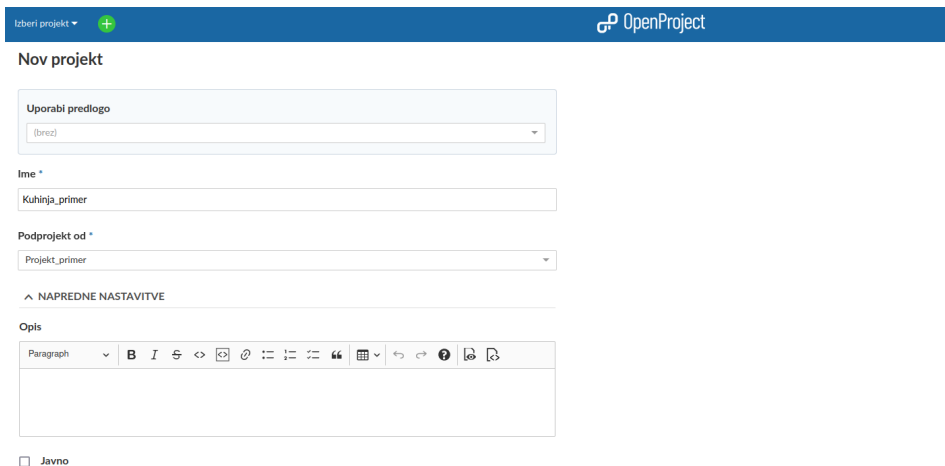 Izberi projekt
OpenProject
Nov projekt
Uporabi predlogo
(brez)
Ime *
Kuhinja_primer
Podprojekt od *
Projekt_primer
NAPREDNE NASTAVITVE
Opis
Paragraph
Javno